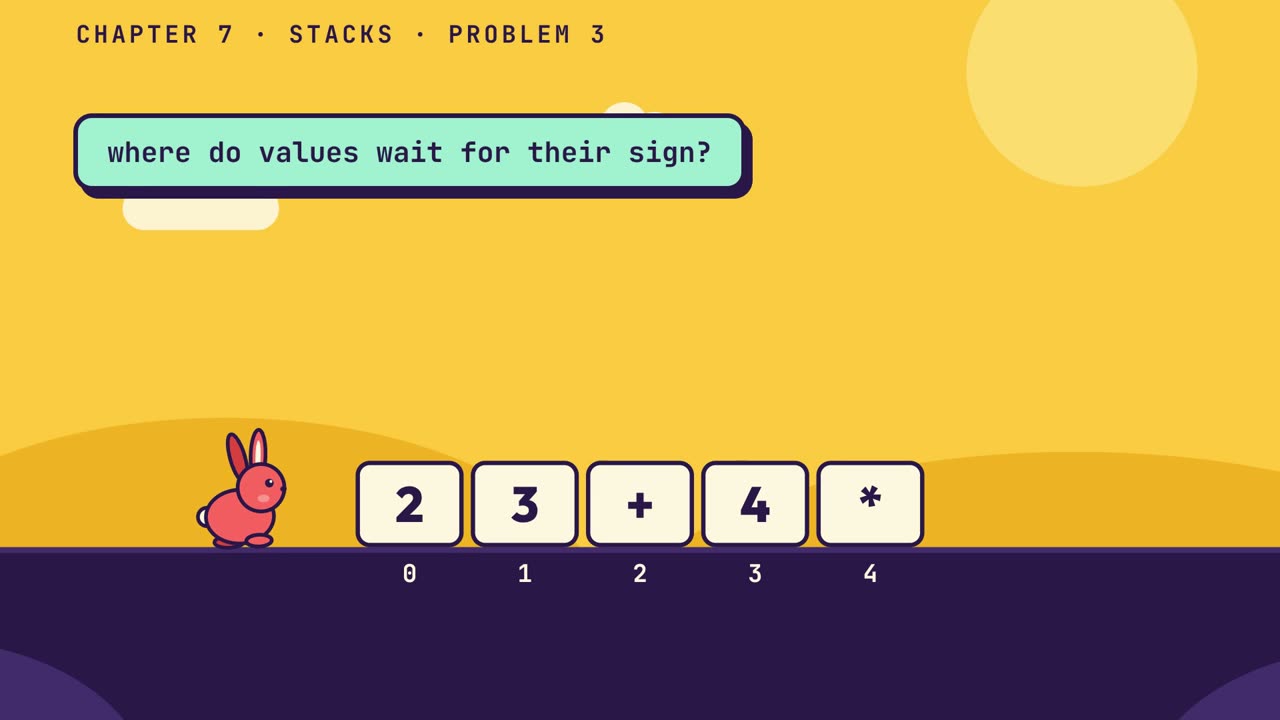 CHAPTER 7 · STACKS · PROBLEM 3
where do values wait for their sign?
2 3 + 4 *
0 1 2 3 4